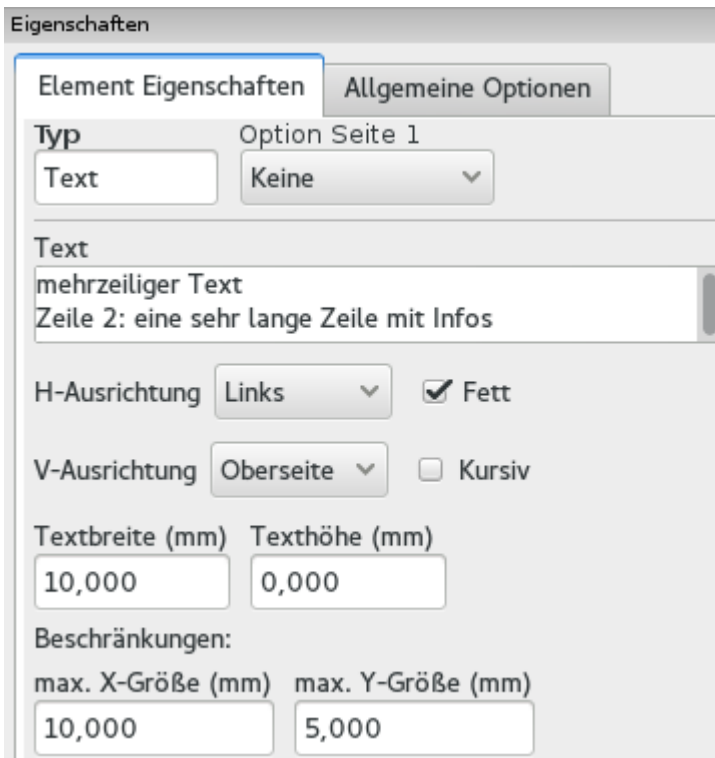 Eigenschaften
Element Eigenschaften Allgemeine Optionen
Typ Option Seite 1
Text Keine
Text
mehrzeiliger Text
Zeile 2: eine sehr lange Zeile mit Infos
H-Ausrichtung Links Fett
V-Ausrichtung Oberseite Kursiv
Textbreite (mm) Texthöhe (mm)
10,000 0,000
Beschränkungen:
max. X-Größe (mm) max. Y-Größe (mm)
10,000 5,000